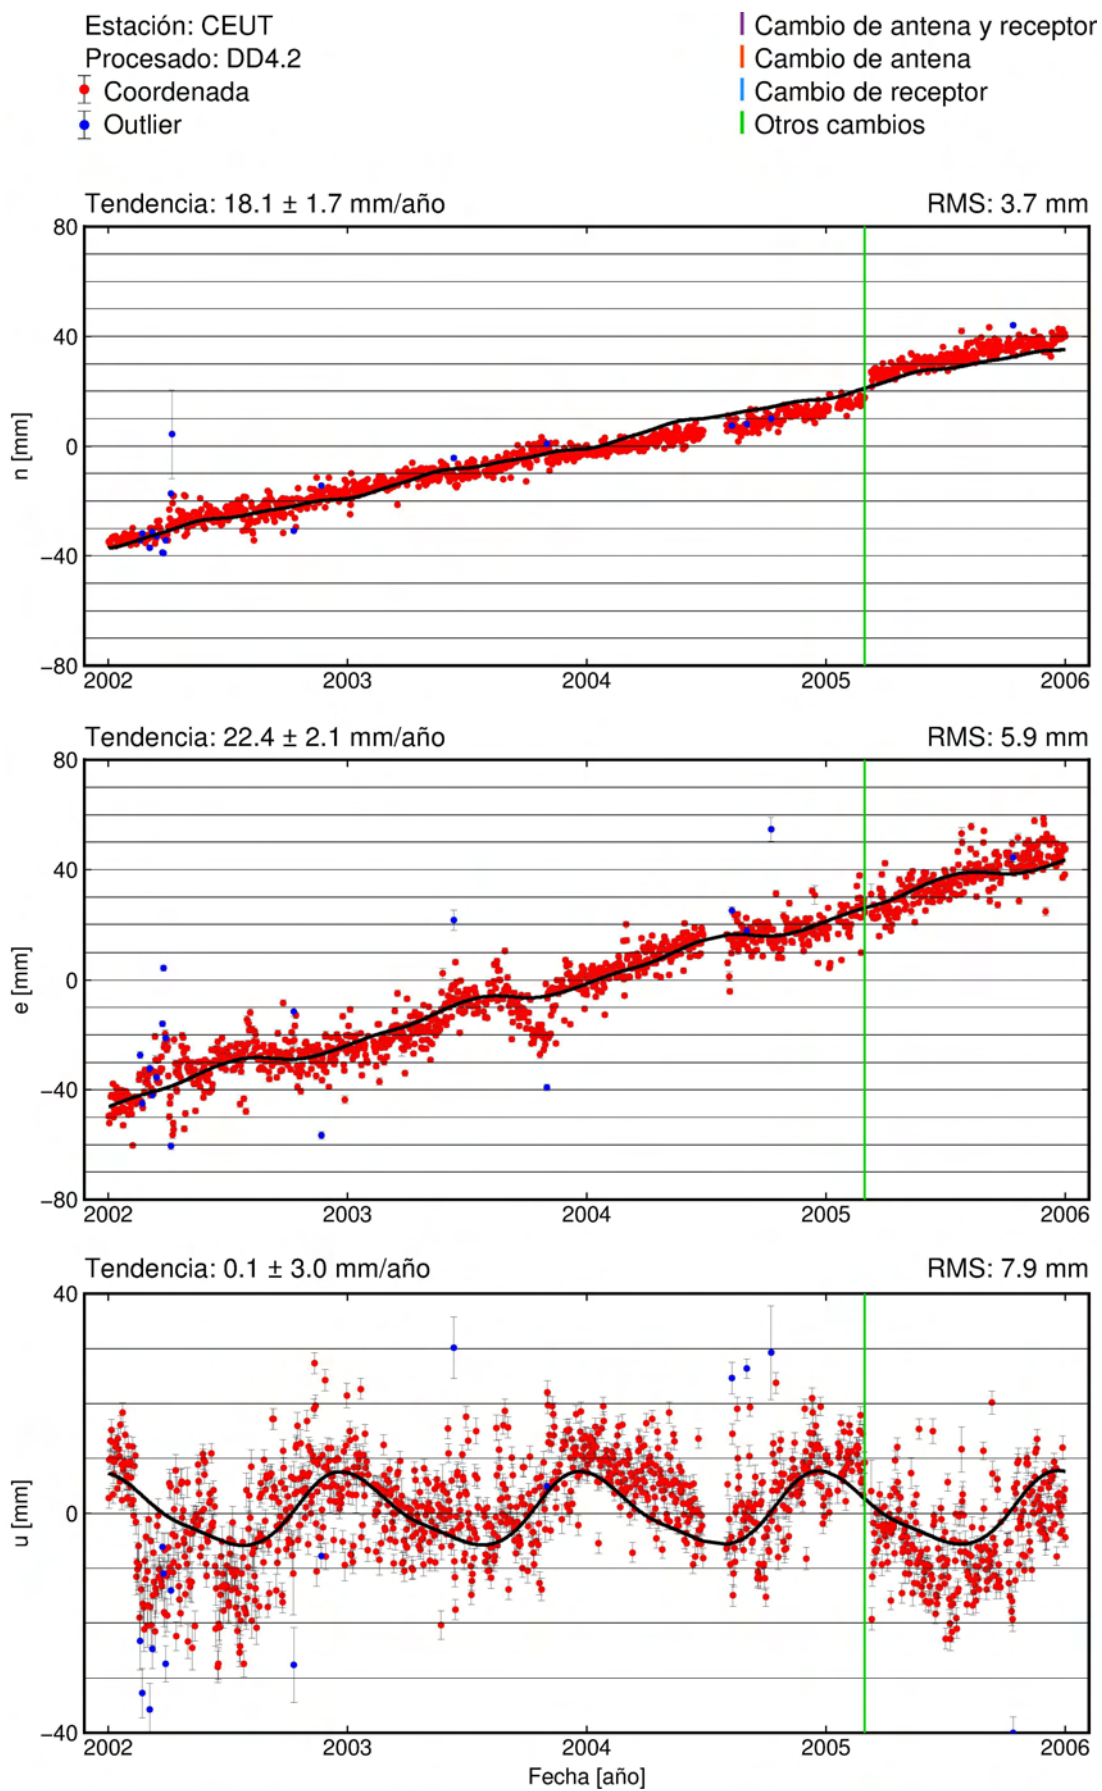 Estación: CEUT
Procesado: DD4.2
Coordenada
Outlier
Cambio de antena y receptor
Cambio de antena
Cambio de receptor
Otros cambios
Tendencia: 18.1 ± 1.7 mm/año RMS: 3.7 mm
80
40
0
−40
−80
n [mm]
2002 2003 2004 2005 2006
Tendencia: 22.4 ± 2.1 mm/año RMS: 5.9 mm
80
40
0
−40
−80
e [mm]
2002 2003 2004 2005 2006
Tendencia: 0.1 ± 3.0 mm/año RMS: 7.9 mm
40
20
0
−20
−40
u [mm]
2002 2003 2004 2005 2006
Fecha [año]